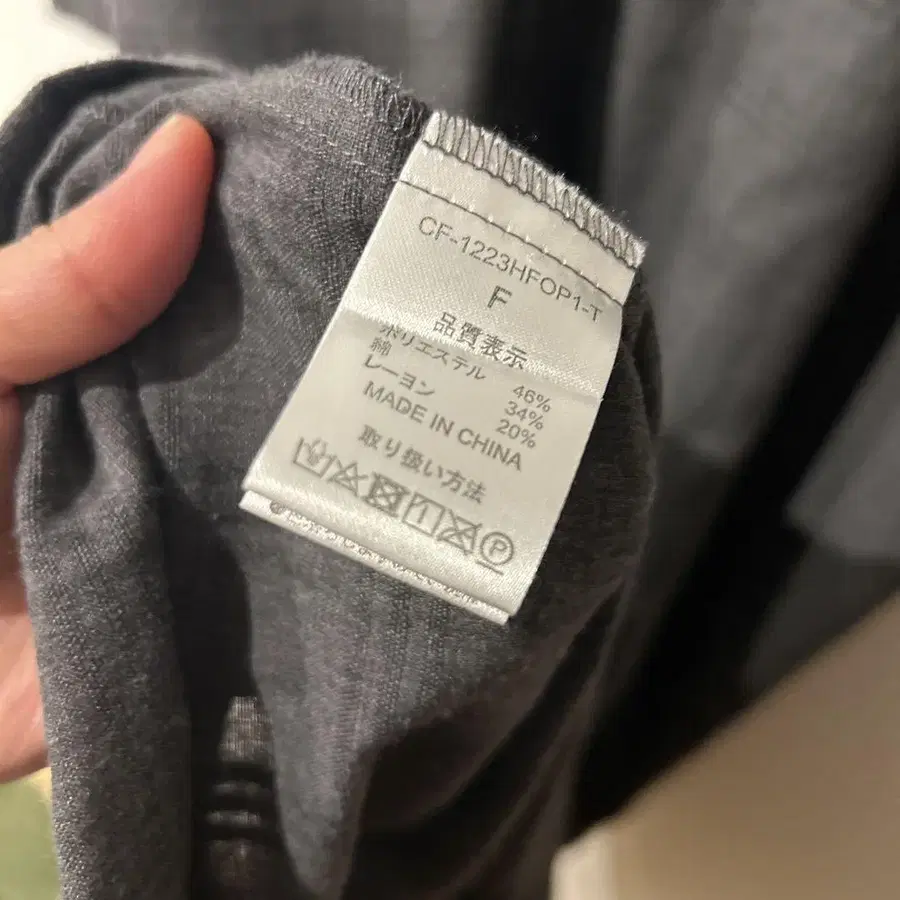 CF-1223HFOP1-T
F
品質表示
ポリエステル 46%
綿 34%
レーヨン 20%
MADE IN CHINA
取り扱い方法
P